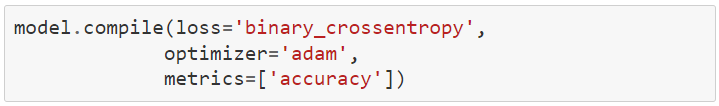 model.compile(loss='binary_crossentropy',
              optimizer='adam',
              metrics=['accuracy'])